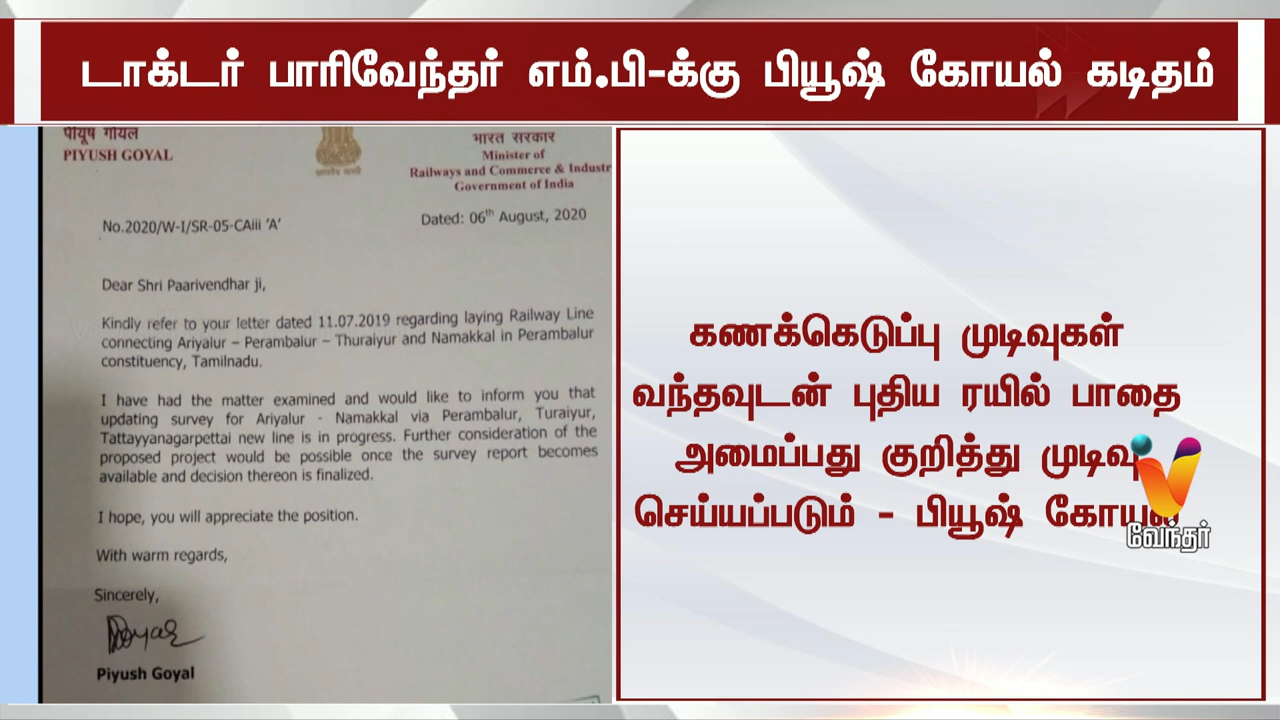 டாக்டர் பாரிவேந்தர் எம்.பி-க்கு பியூஷ் கோயல் கடிதம்
पीयूष गोयल
PIYUSH GOYAL
भारत सरकार
Minister of
Railways and Commerce & Industr
Government of India
No.2020/W-I/SR-05-CAiii 'A'
Dated: 06th August, 2020
Dear Shri Paarivendhar ji,
Kindly refer to your letter dated 11.07.2019 regarding laying Railway Line
connecting Ariyalur – Perambalur – Thuraiyur and Namakkal in Perambalur
constituency, Tamilnadu.
I have had the matter examined and would like to inform you that
updating survey for Ariyalur - Namakkal via Perambalur, Turaiyur,
Tattayyanagarpettai new line is in progress. Further consideration of the
proposed project would be possible once the survey report becomes
available and decision thereon is finalized.
I hope, you will appreciate the position.
With warm regards,
Sincerely,
Piyush Goyal
கணக்கெடுப்பு முடிவுகள்
வந்தவுடன் புதிய ரயில் பாதை
அமைப்பது குறித்து முடிவு
செய்யப்படும் - பியூஷ் கோயல்
வேந்தர்